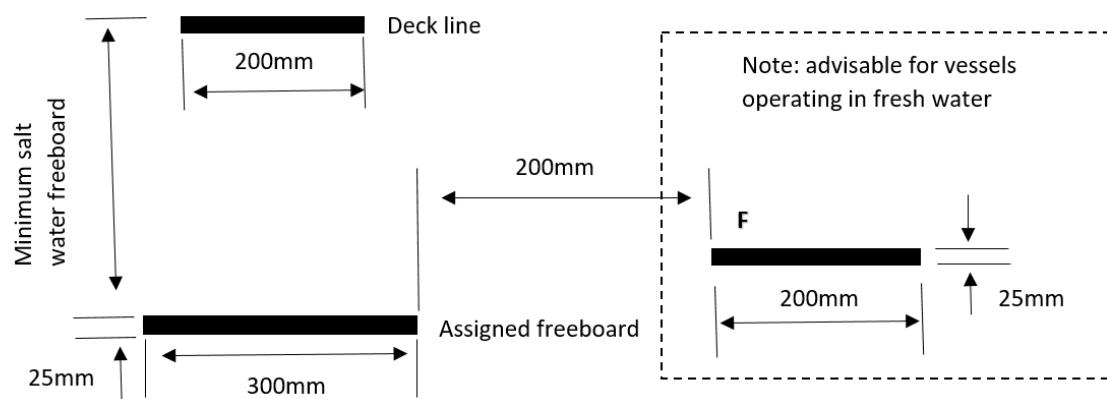 Deck line
200mm
Note: advisable for vessels
operating in fresh water
Minimum salt
water freeboard
200mm
F
200mm
25mm
Assigned freeboard
25mm
300mm